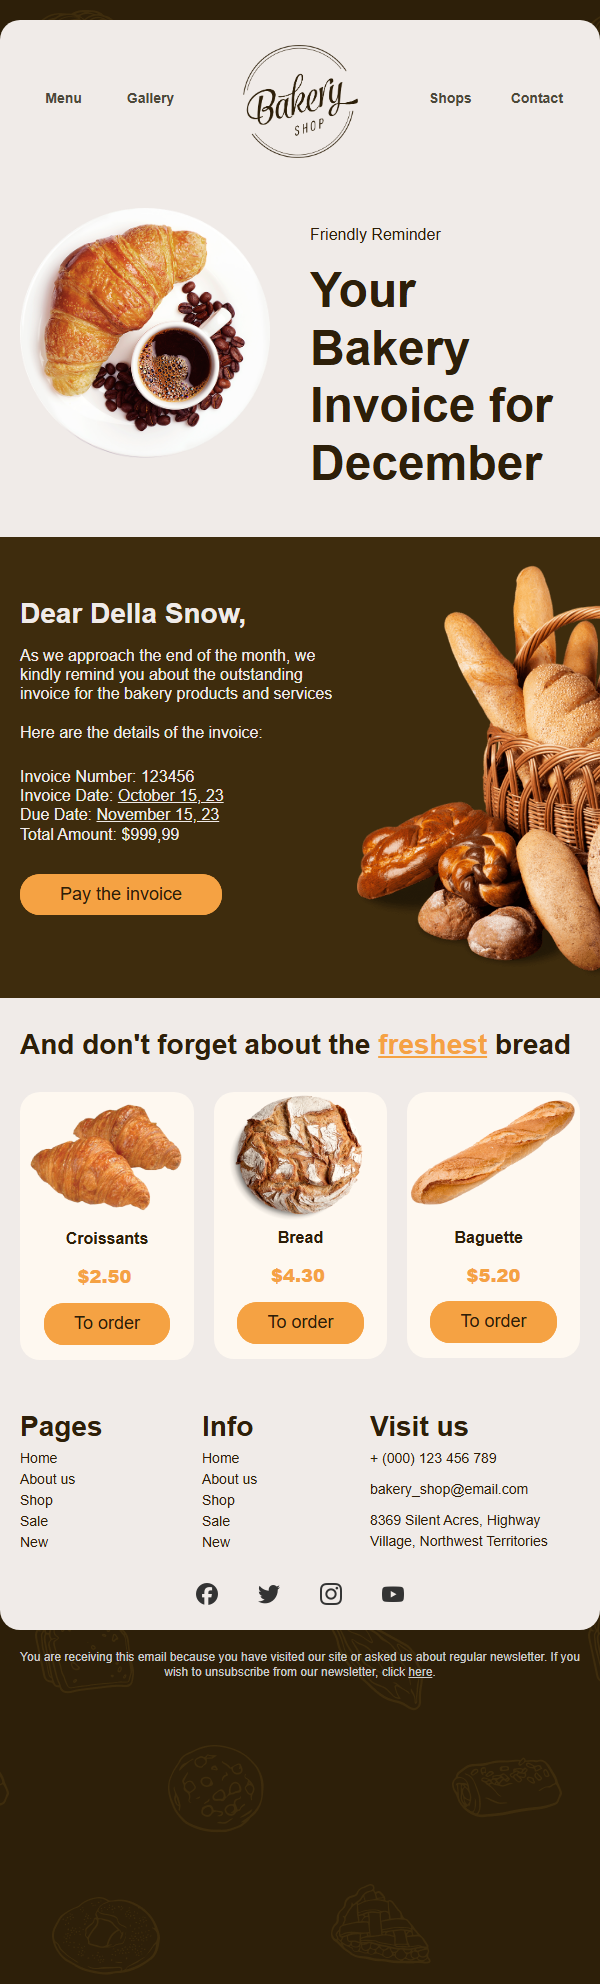 Menu
Gallery
Bakery
SHOP
Shops
Contact
Friendly Reminder
Your
Bakery
Invoice for
December
Dear Della Snow,
As we approach the end of the month, we
kindly remind you about the outstanding
invoice for the bakery products and services
Here are the details of the invoice:
Invoice Number: 123456
Invoice Date: October 15, 23
Due Date: November 15, 23
Total Amount: $999,99
Pay the invoice
And don't forget about the freshest bread
Croissants
$2.50
To order
Bread
$4.30
To order
Baguette
$5.20
To order
Pages
Home
About us
Shop
Sale
New
Info
Home
About us
Shop
Sale
New
Visit us
+ (000) 123 456 789
bakery_shop@email.com
8369 Silent Acres, Highway
Village, Northwest Territories
You are receiving this email because you have visited our site or asked us about regular newsletter. If you
wish to unsubscribe from our newsletter, click here.